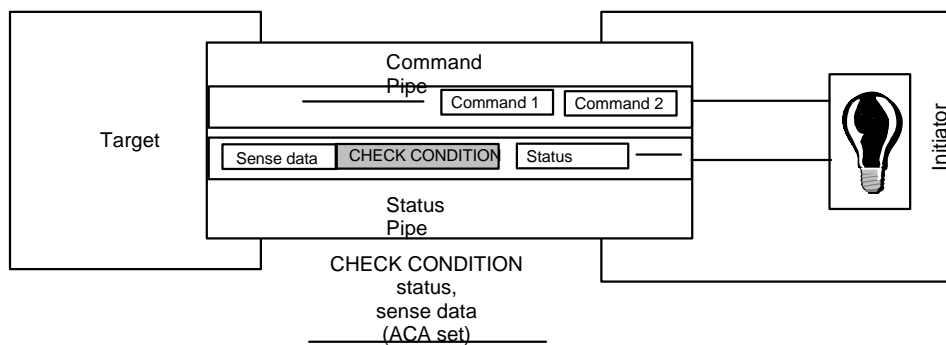 Command
Pipe
Command 1
Command 2
Target
Sense data
CHECK CONDITION
Status
Initiator
Status
Pipe
CHECK CONDITION
status,
sense data
(ACA set)